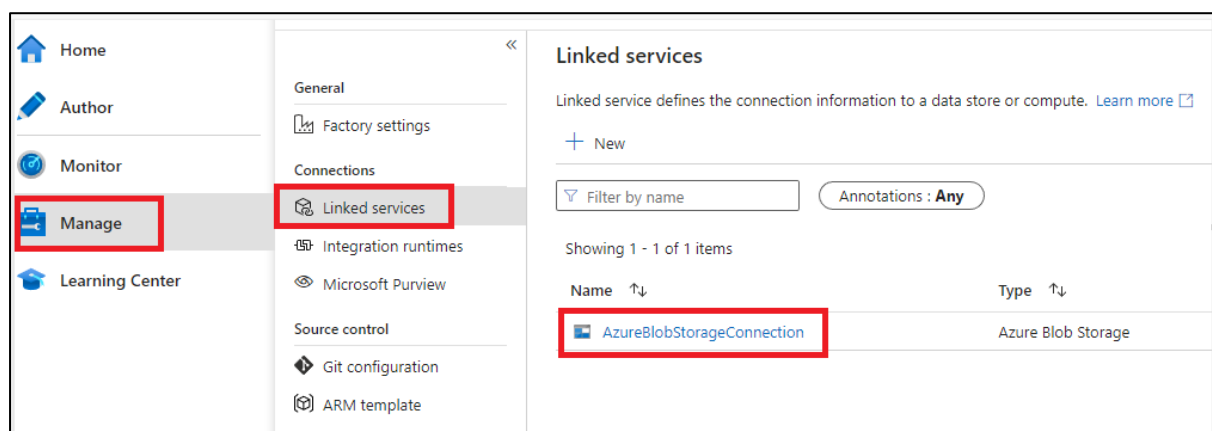 Home
Author
Monitor
Manage
Learning Center
«
General
Factory settings
Connections
Linked services
Integration runtimes
Microsoft Purview
Source control
Git configuration
ARM template
Linked services
Linked service defines the connection information to a data store or compute. Learn more
+ New
Filter by name
Annotations : Any
Showing 1 - 1 of 1 items
Name ↑↓ Type ↑↓
AzureBlobStorageConnection Azure Blob Storage